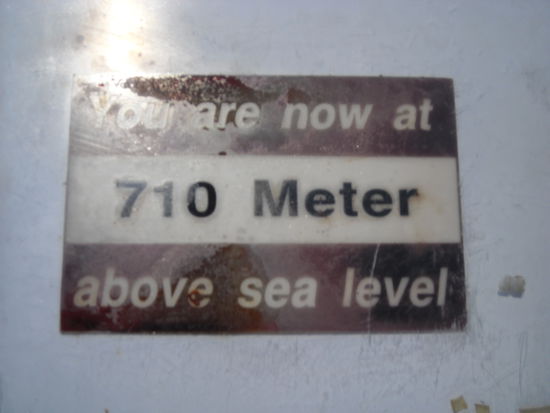 You are now at
710 Meter
above sea level